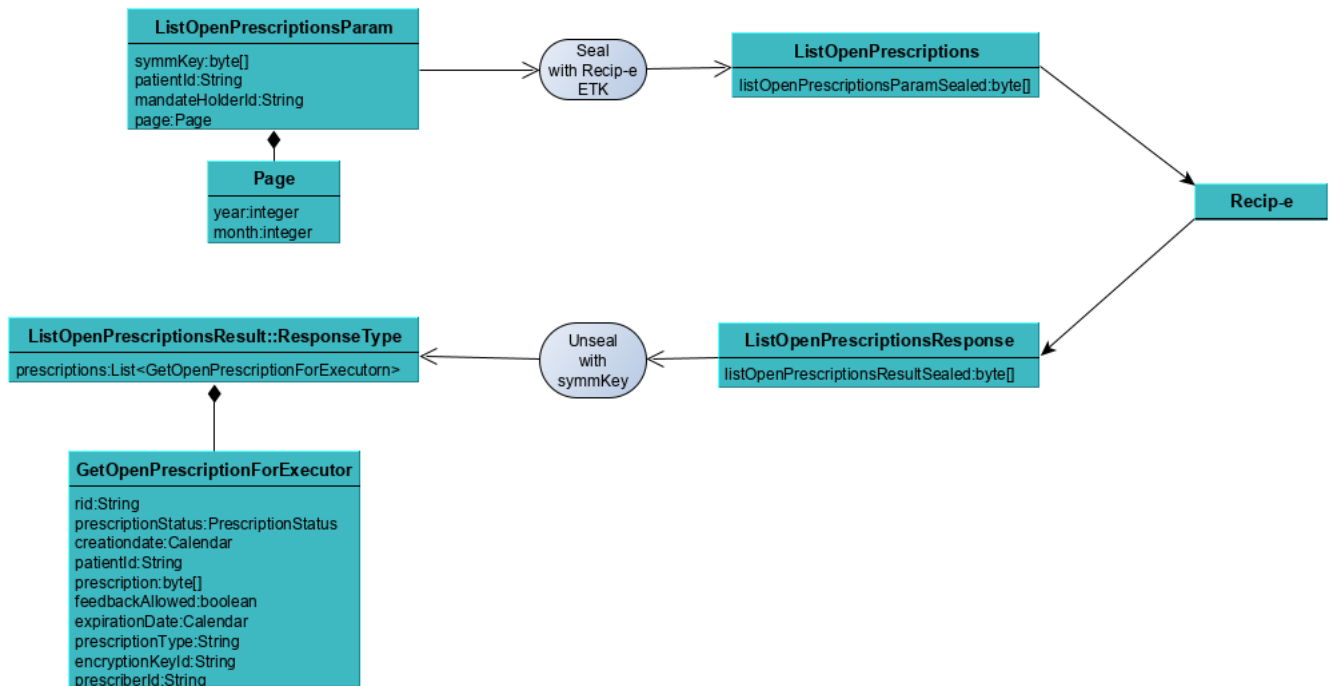 ListOpenPrescriptionsParam
symmKey:byte[]
patientId:String
mandateHolderId:String
page:Page
Seal
with Recip-e
ETK
ListOpenPrescriptions
listOpenPrescriptionsParamSealed:byte[]
Page
year:integer
month:integer
Recip-e
ListOpenPrescriptionsResult::ResponseType
prescriptions:List<GetOpenPrescriptionForExecutorn>
Unseal
with
symmKey
ListOpenPrescriptionsResponse
listOpenPrescriptionsResultSealed:byte[]
GetOpenPrescriptionForExecutor
rid:String
prescriptionStatus:PrescriptionStatus
creationdate:Calendar
patientId:String
prescription:byte[]
feedbackAllowed:boolean
expirationDate:Calendar
prescriptionType:String
encryptionKeyId:String
prescriberId:String